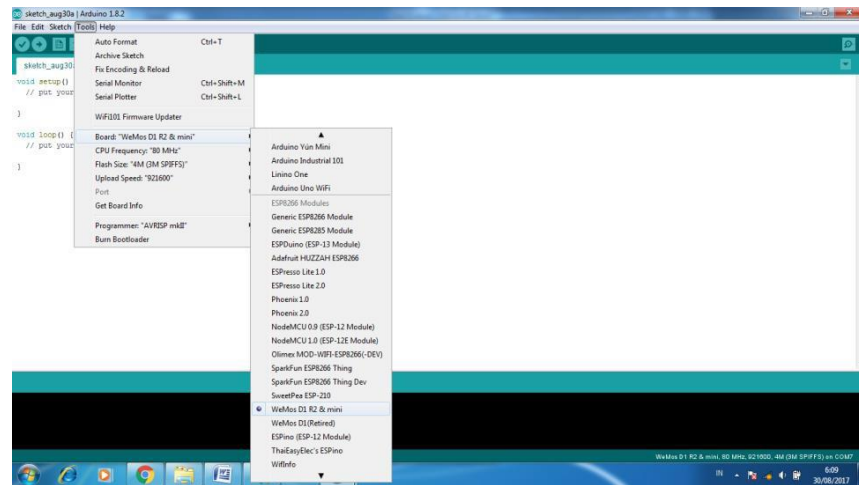 sketch_aug30a | Arduino 1.8.2
File Edit Sketch Tools Help
sketch_aug30
void setup()
// put your
}
void loop() {
// put your
}
Auto Format Ctrl+T
Archive Sketch
Fix Encoding & Reload
Serial Monitor Ctrl+Shift+M
Serial Plotter Ctrl+Shift+L
WiFi101 Firmware Updater
Board: "WeMos D1 R2 & mini"
CPU Frequency: "80 MHz"
Flash Size: "4M (3M SPIFFS)"
Upload Speed: "921600"
Port
Get Board Info
Programmer: "AVRISP mkII"
Burn Bootloader
Arduino Yún Mini
Arduino Industrial 101
Linino One
Arduino Uno WiFi
ESP8266 Modules
Generic ESP8266 Module
Generic ESP8285 Module
ESPDuino (ESP-13 Module)
Adafruit HUZZAH ESP8266
ESPresso Lite 1.0
ESPresso Lite 2.0
Phoenix 1.0
Phoenix 2.0
NodeMCU 0.9 (ESP-12 Module)
NodeMCU 1.0 (ESP-12E Module)
Olimex MOD-WIFI-ESP8266(-DEV)
SparkFun ESP8266 Thing
SparkFun ESP8266 Thing Dev
SweetPea ESP-210
WeMos D1 R2 & mini
WeMos D1(Retired)
ESPino (ESP-12 Module)
ThaiEasyElec's ESPino
WifInfo
WeMos D1 R2 & mini, 80 MHz, 921600, 4M (3M SPIFFS) on COM7
IN
6:09
30/08/2017